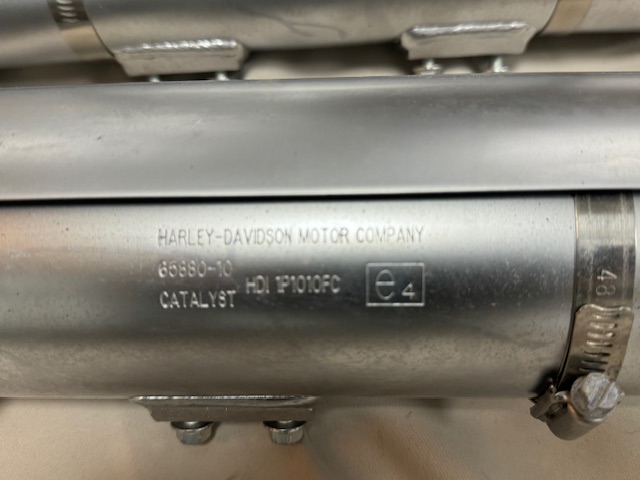 HARLEY-DAVIDSON MOTOR COMPANY
65880-10
HDI 1P1010FC
CATALYST
e4
48